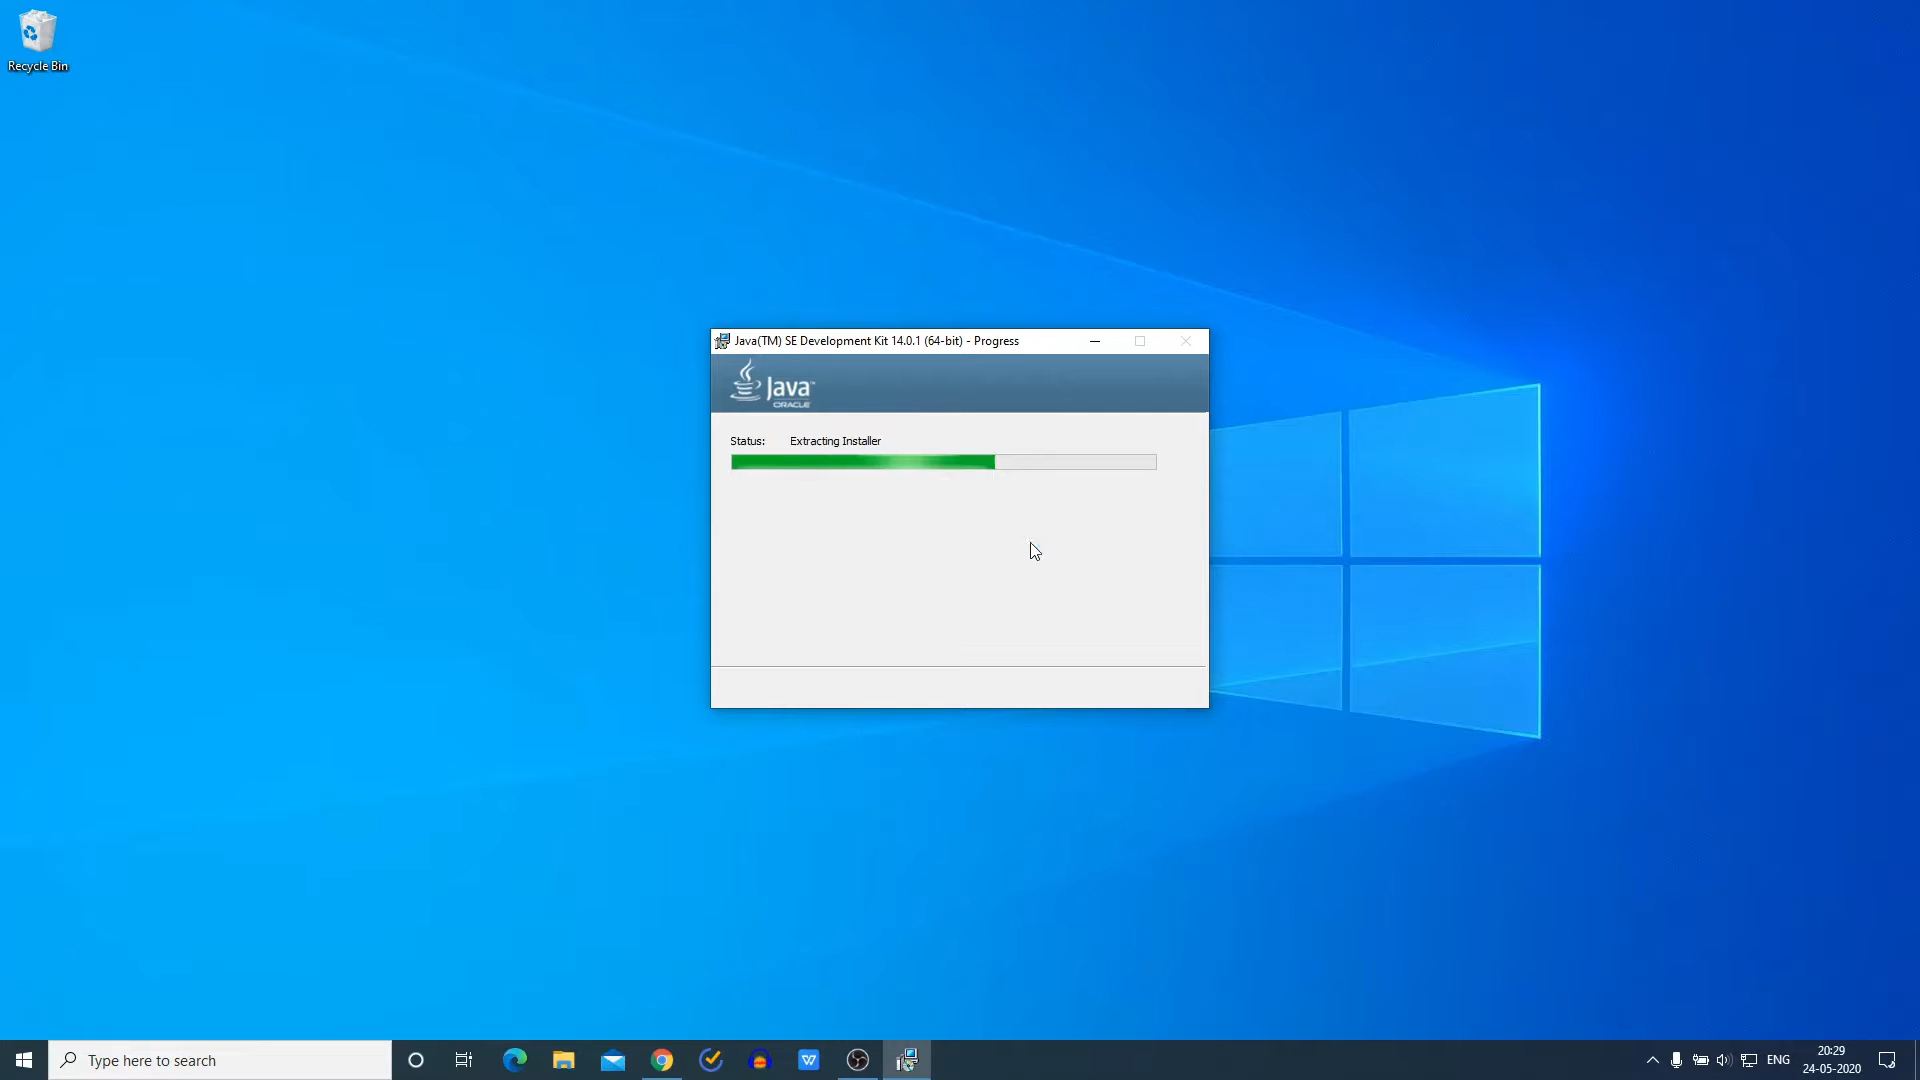 Recycle Bin
Java(TM) SE Development Kit 14.0.1 (64-bit) - Progress
Java™
ORACLE
Status: Extracting Installer
Type here to search
W
ENG
20:29
24-05-2020